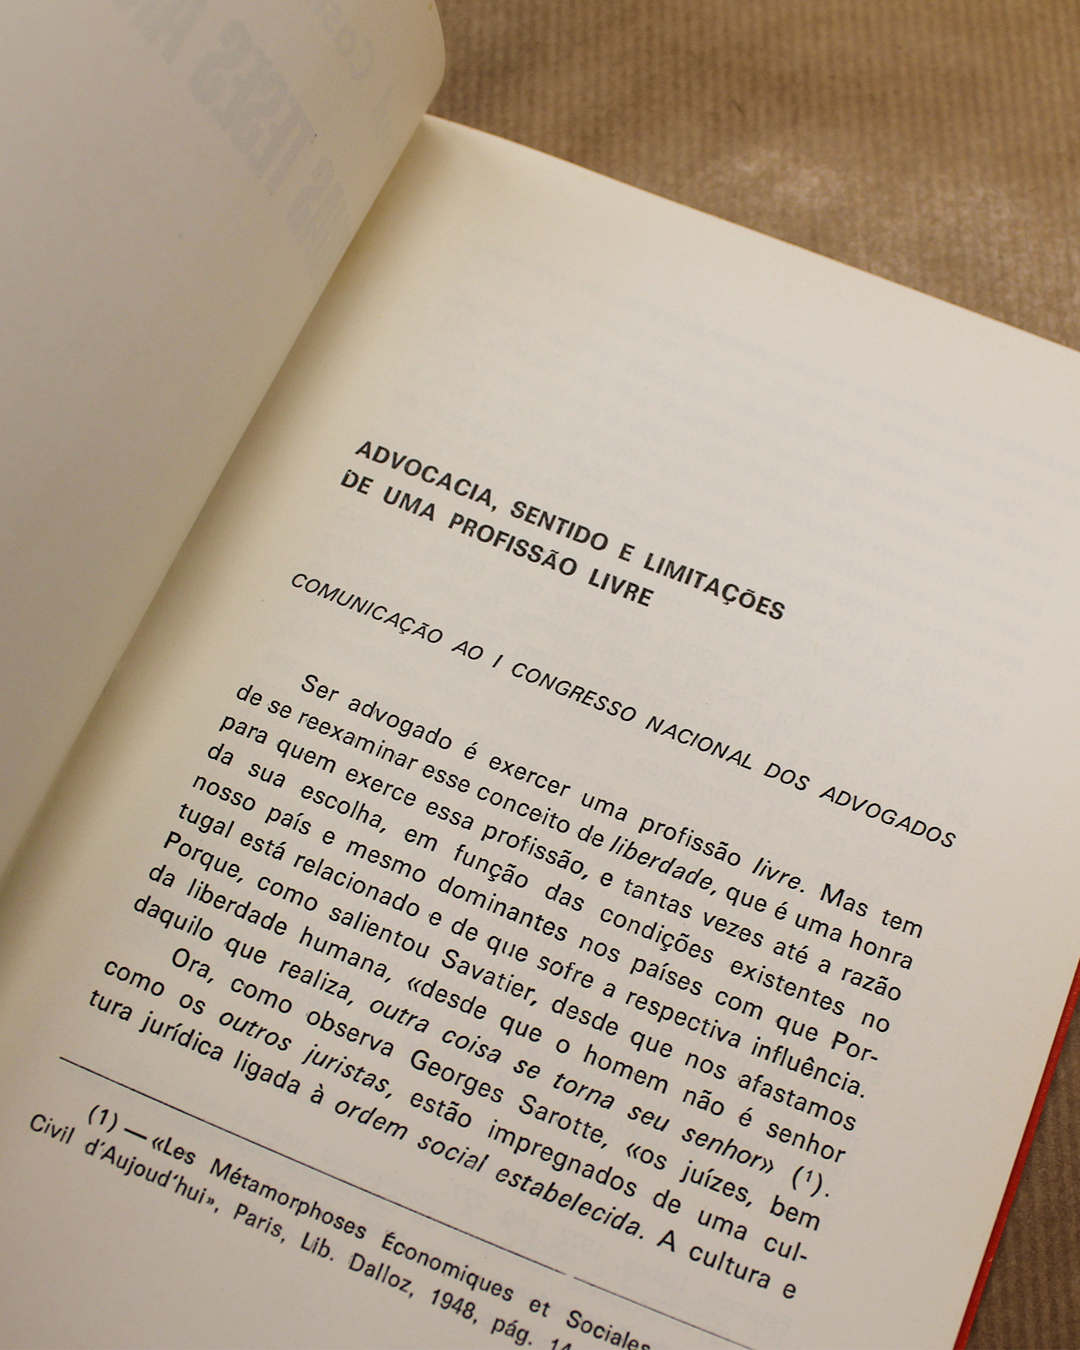 ADVOCACIA, SENTIDO E LIMITAÇÕES
DE UMA PROFISSÃO LIVRE
COMUNICAÇÃO AO I CONGRESSO NACIONAL DOS ADVOGADOS
Ser advogado é exercer uma profissão livre. Mas tem
de se reexaminar esse conceito de liberdade, que é uma honra
para quem exerce essa profissão, e tantas vezes até a razão
da sua escolha, em função das condições existentes no
nosso país e mesmo dominantes nos países com que Por-
tugal está relacionado e de que sofre a respectiva influência.
Porque, como salientou Savatier, desde que nos afastamos
da liberdade humana, «desde que o homem não é senhor
daquilo que realiza, outra coisa se torna seu senhor» (¹).
Ora, como observa Georges Sarotte, «os juízes, bem
como os outros juristas, estão impregnados de uma cul-
tura jurídica ligada à ordem social estabelecida. A cultura e
(1) — «Les Métamorphoses Économiques et Sociales
Civil d'Aujoud'hui», Paris, Lib. Dalloz, 1948, pág.